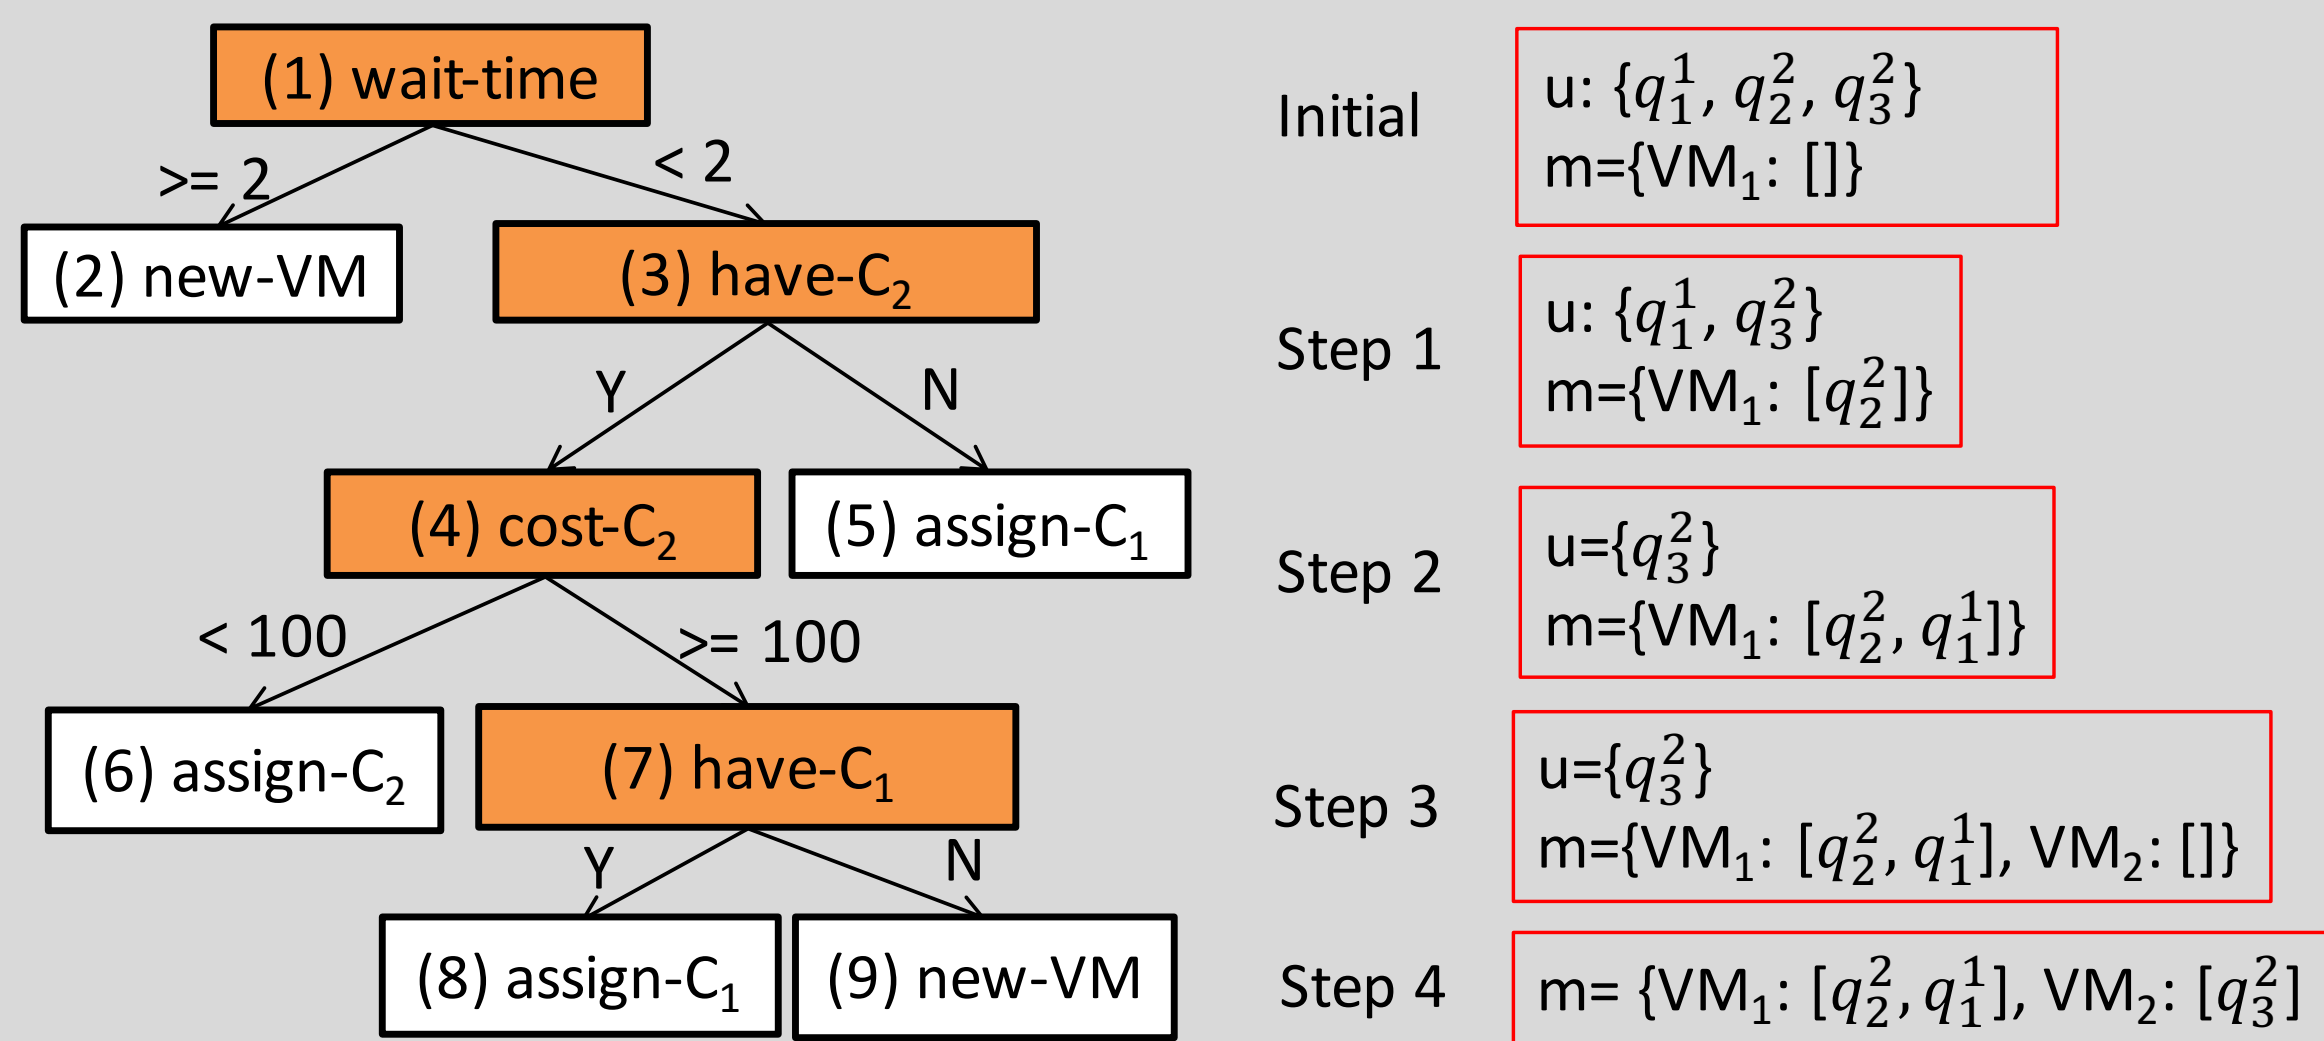 (1) wait-time
>= 2
< 2
(2) new-VM
(3) have-C₂
Y
N
(4) cost-C₂
(5) assign-C₁
< 100
>= 100
(6) assign-C₂
(7) have-C₁
Y
N
(8) assign-C₁
(9) new-VM
Initial
u: {q₁¹, q₂², q₃²}
m={VM₁: []}
Step 1
u: {q₁¹, q₃²}
m={VM₁: [q₂²]}
Step 2
u={q₃²}
m={VM₁: [q₂², q₁¹]}
Step 3
u={q₃²}
m={VM₁: [q₂², q₁¹], VM₂: []}
Step 4
m= {VM₁: [q₂², q₁¹], VM₂: [q₃²]